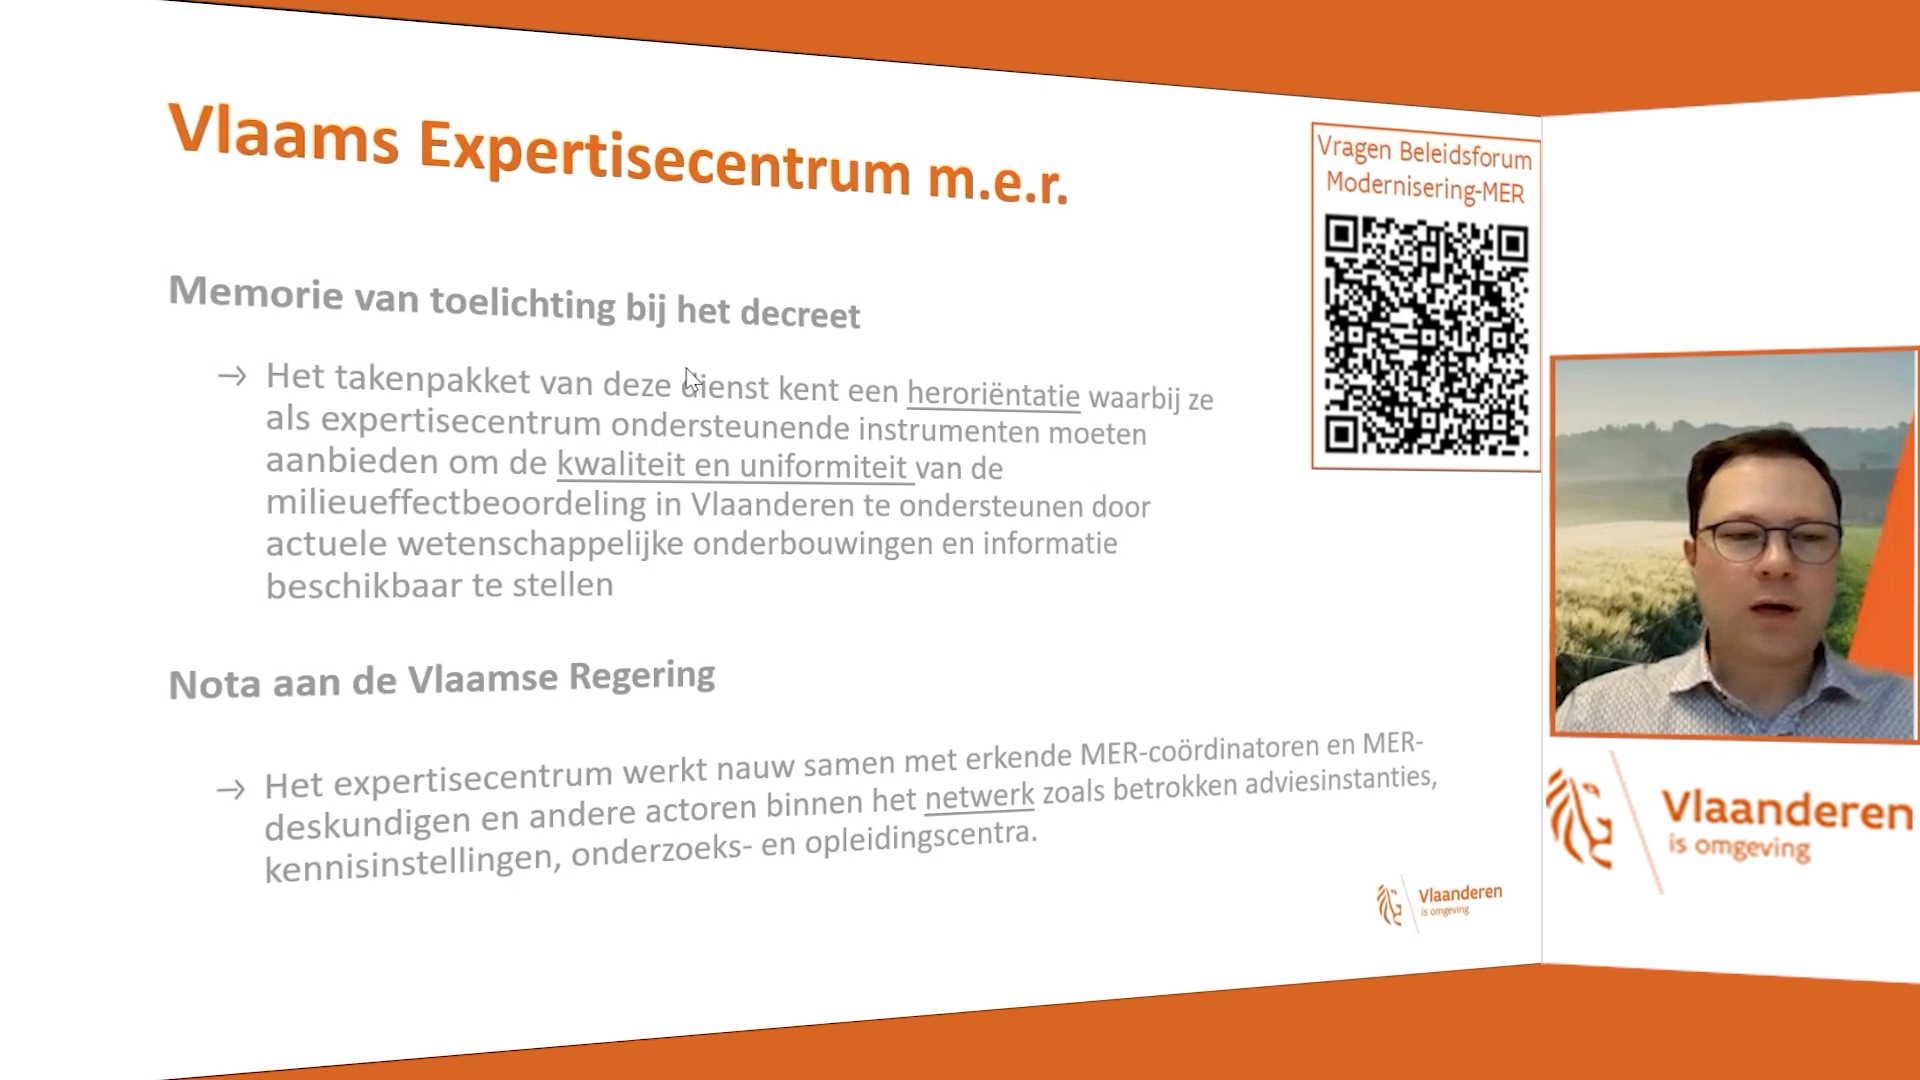 Vlaams Expertisecentrum m.e.r.
Memorie van toelichting bij het decreet
→ Het takenpakket van deze dienst kent een heroriëntatie waarbij ze
als expertisecentrum ondersteunende instrumenten moeten
aanbieden om de kwaliteit en uniformiteit van de
milieueffectbeoordeling in Vlaanderen te ondersteunen door
actuele wetenschappelijke onderbouwingen en informatie
beschikbaar te stellen
Nota aan de Vlaamse Regering
→ Het expertisecentrum werkt nauw samen met erkende MER-coördinatoren en MER-
deskundigen en andere actoren binnen het netwerk zoals betrokken adviesinstanties,
kennisinstellingen, onderzoeks- en opleidingscentra.
Vlaanderen
is omgeving
Vragen Beleidsforum
Modernisering-MER
Vlaanderen
is omgeving